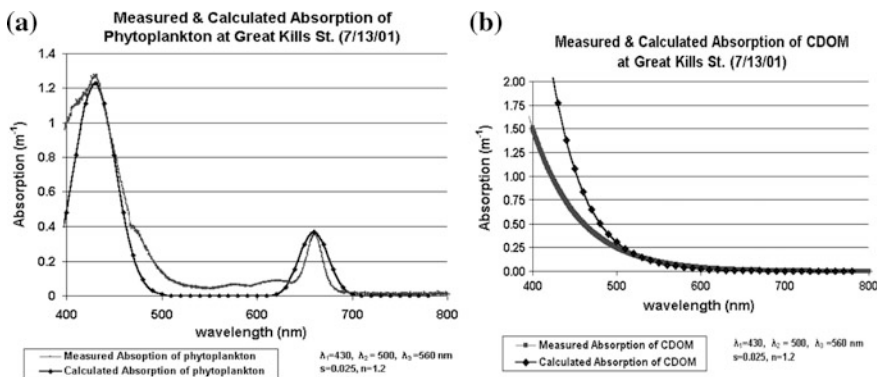 (a)
Measured & Calculated Absorption of
Phytoplankton at Great Kills St. (7/13/01)
1.4
1.2
1
0.8
0.6
0.4
0.2
0
Absorption (m⁻¹)
400
500
600
700
800
wavelength (nm)
Measured Absoption of phytoplankton
Calculated Absorption of phytoplankton
λ₁=430, λ₂ = 500, λ₃ =560 nm
s=0.025, n=1.2
(b)
Measured & Calculated Absorption of CDOM
at Great Kills St. (7/13/01)
2.00
1.75
1.50
1.25
1.00
0.75
0.50
0.25
0.00
Absorption (m⁻¹)
400
500
600
700
800
wavelength (nm)
Measured Absorption of CDOM
Calculated Absorption of CDOM
λ₁=430, λ₂ = 500, λ₃ =560 nm
s=0.025, n=1.2